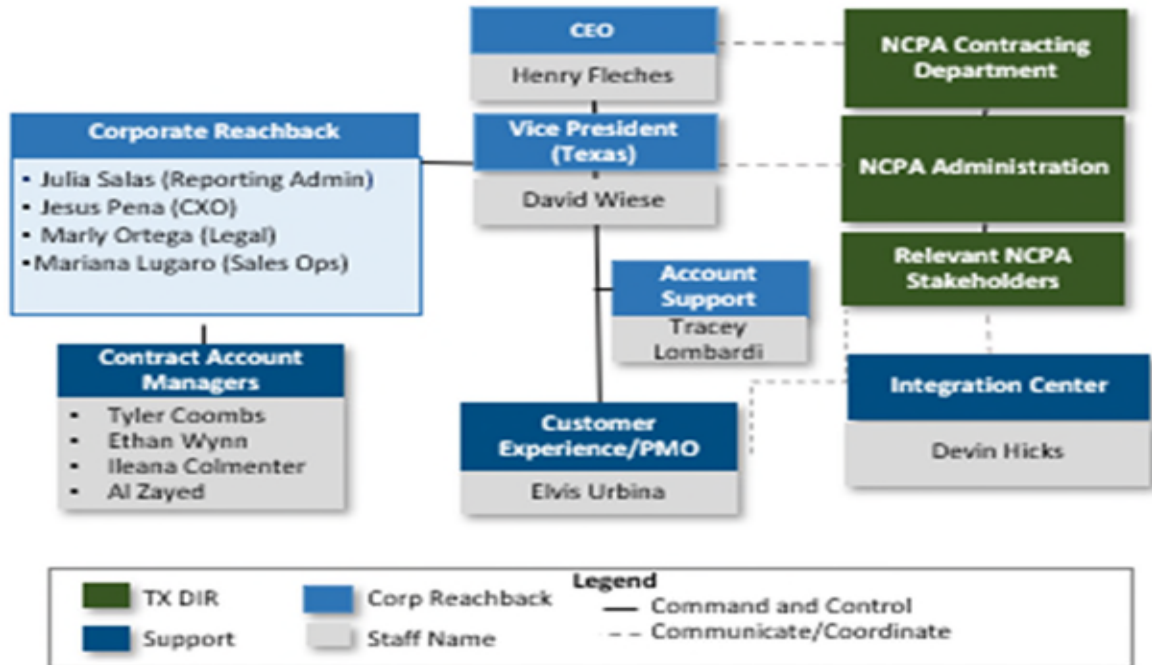 CEO
Henry Fleches
NCPA Contracting
Department
Corporate Reachback
• Julia Salas (Reporting Admin)
• Jesus Pena (CXO)
• Marly Ortega (Legal)
• Mariana Lugaro (Sales Ops)
Vice President
(Texas)
David Wiese
NCPA Administration
Relevant NCPA
Stakeholders
Account
Support
Tracey
Lombardi
Contract Account
Managers
▪ Tyler Coombs
▪ Ethan Wynn
▪ Ileana Colmenter
▪ Al Zayed
Customer
Experience/PMO
Elvis Urbina
Integration Center
Devin Hicks
Legend
TX DIR
Corp Reachback
Command and Control
Support
Staff Name
Communicate/Coordinate